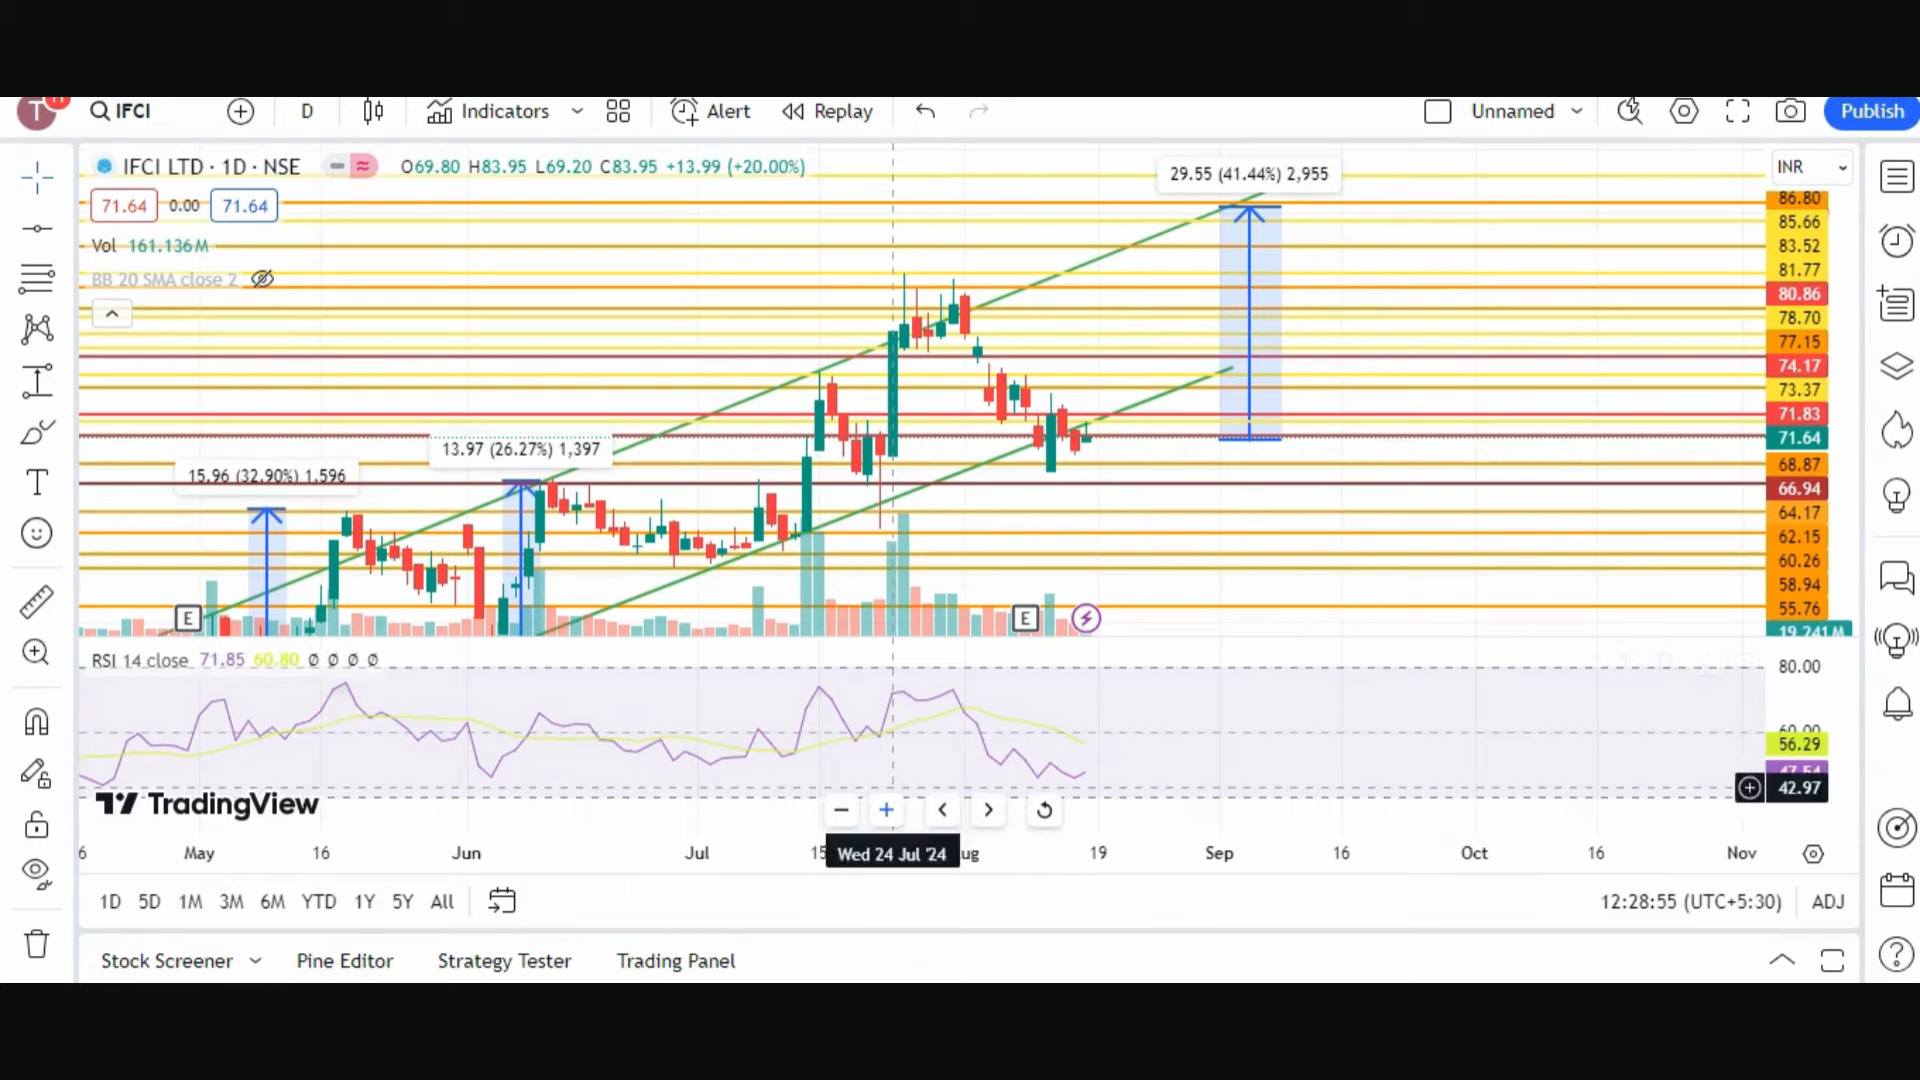 T 11 IFCI D Indicators Alert Replay Unnamed Publish
IFCI LTD · 1D · NSE O69.80 H83.95 L69.20 C83.95 +13.99 (+20.00%)
71.64 0.00 71.64
Vol 161.136M
BB 20 SMA close 2
29.55 (41.44%) 2,955
13.97 (26.27%) 1,397
15.96 (32.90%) 1,596
E
E
INR
86.80
85.66
83.52
81.77
80.86
78.70
77.15
74.17
73.37
71.83
71.64
68.87
66.94
64.17
62.15
60.26
58.94
55.76
19.241M
RSI 14 close 71.85 60.80 Ø Ø Ø Ø
80.00
60.00
56.29
47.54
42.97
TradingView
6 May 16 Jun Jul 15 Wed 24 Jul '24 ug 19 Sep 16 Oct 16 Nov
1D 5D 1M 3M 6M YTD 1Y 5Y All 12:28:55 (UTC+5:30) ADJ
Stock Screener Pine Editor Strategy Tester Trading Panel